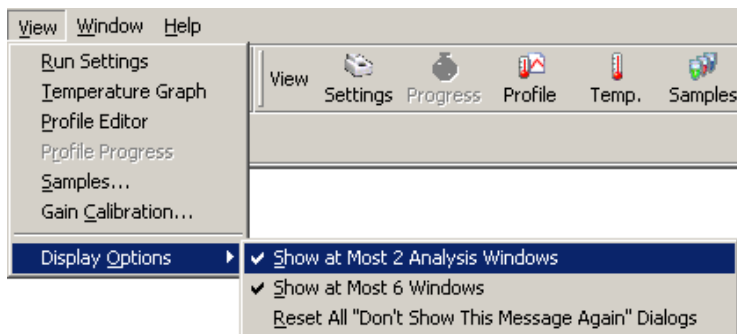 View Window Help
Run Settings
Temperature Graph
Profile Editor
Profile Progress
Samples...
Gain Calibration...
Display Options
View Settings Progress Profile Temp. Samples
Show at Most 2 Analysis Windows
Show at Most 6 Windows
Reset All "Don't Show This Message Again" Dialogs